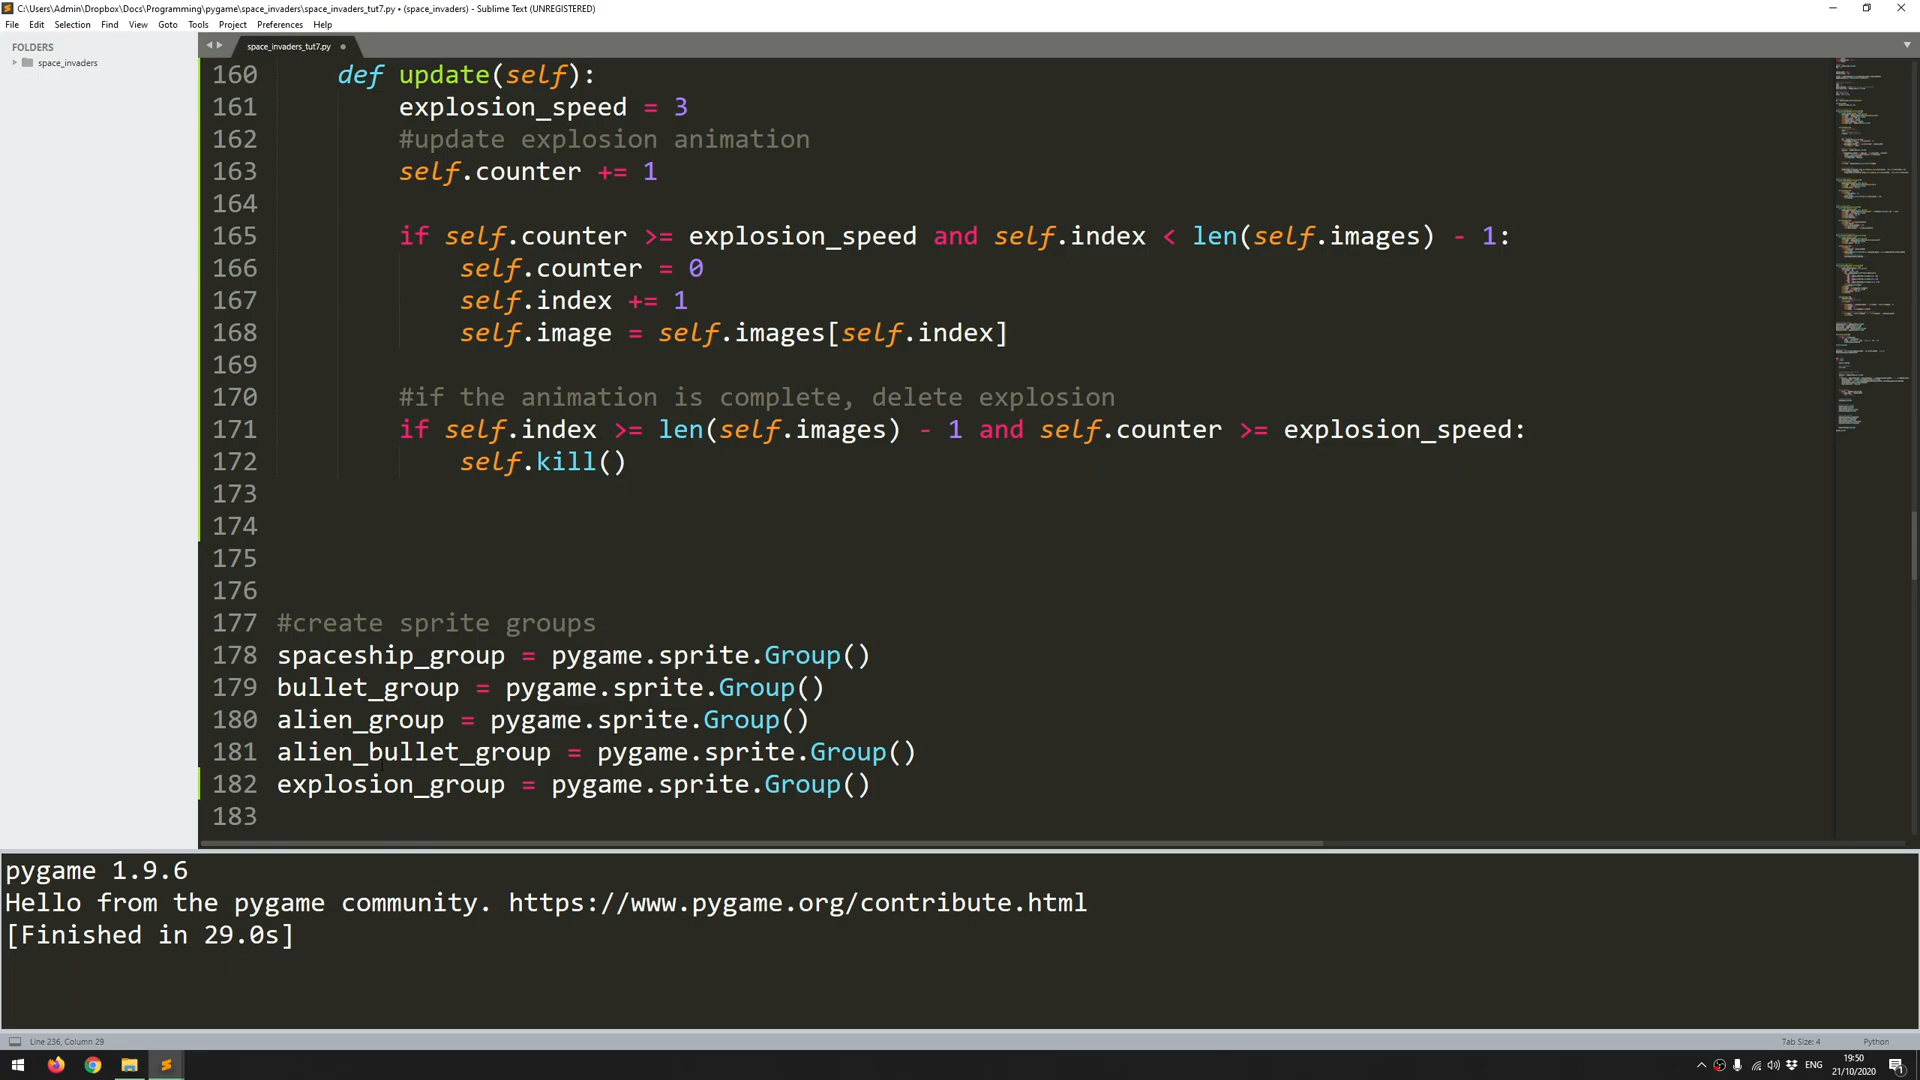 C:\Users\Admin\Dropbox\Docs\Programming\pygame\space_invaders\space_invaders_tut7.py • (space_invaders) - Sublime Text (UNREGISTERED)
File Edit Selection Find View Goto Tools Project Preferences Help
FOLDERS
space_invaders
space_invaders_tut7.py
160 def update(self):
161 explosion_speed = 3
162 #update explosion animation
163 self.counter += 1
164
165 if self.counter >= explosion_speed and self.index < len(self.images) - 1:
166 self.counter = 0
167 self.index += 1
168 self.image = self.images[self.index]
169
170 #if the animation is complete, delete explosion
171 if self.index >= len(self.images) - 1 and self.counter >= explosion_speed:
172 self.kill()
173
174
175
176
177 #create sprite groups
178 spaceship_group = pygame.sprite.Group()
179 bullet_group = pygame.sprite.Group()
180 alien_group = pygame.sprite.Group()
181 alien_bullet_group = pygame.sprite.Group()
182 explosion_group = pygame.sprite.Group()
183
pygame 1.9.6
Hello from the pygame community. https://www.pygame.org/contribute.html
[Finished in 29.0s]
Line 236, Column 29
Tab Size: 4
Python
ENG
19:50
21/10/2020